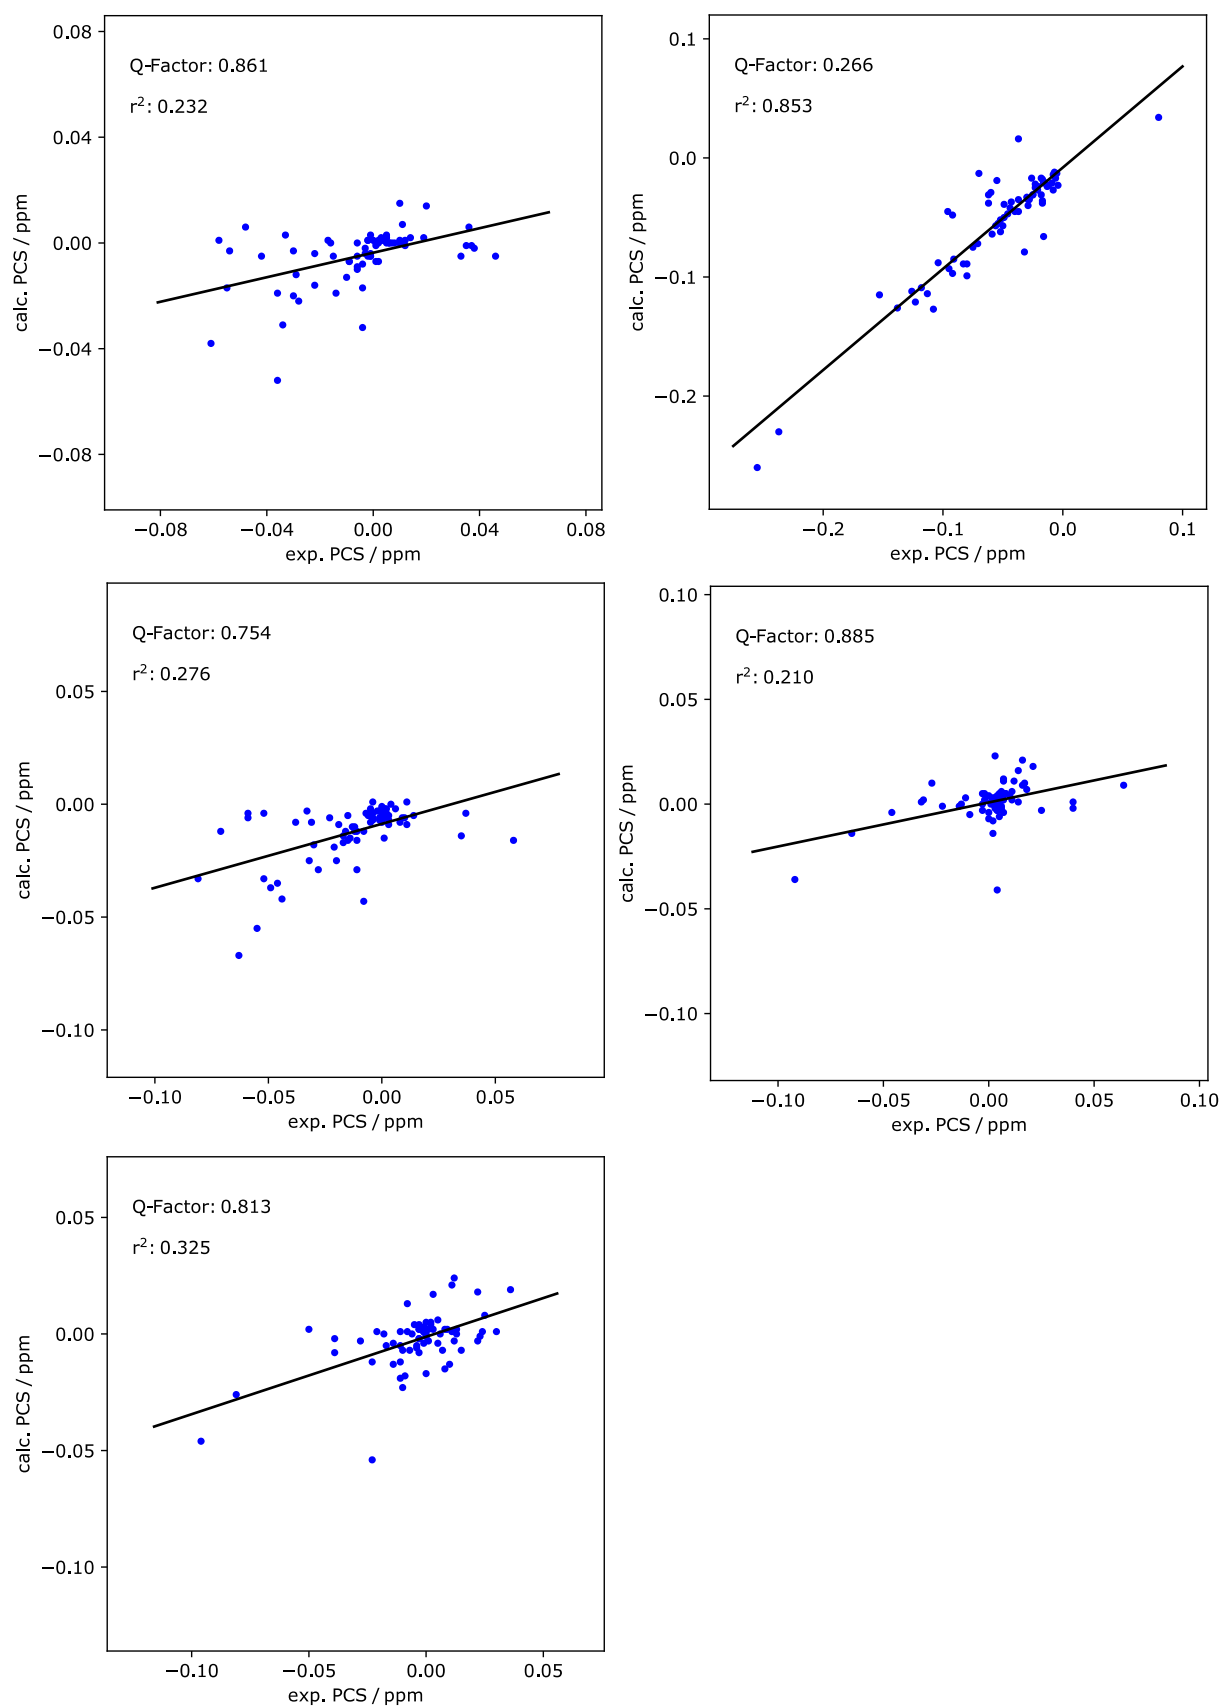 0.08
Q-Factor: 0.861
r²: 0.232
0.04
0.00
−0.04
−0.08
calc. PCS / ppm
−0.08 −0.04 0.00 0.04 0.08
exp. PCS / ppm
0.1
Q-Factor: 0.266
r²: 0.853
0.0
−0.1
−0.2
calc. PCS / ppm
−0.2 −0.1 0.0 0.1
exp. PCS / ppm
Q-Factor: 0.754
r²: 0.276
0.05
0.00
−0.05
−0.10
calc. PCS / ppm
−0.10 −0.05 0.00 0.05
exp. PCS / ppm
0.10
Q-Factor: 0.885
r²: 0.210
0.05
0.00
−0.05
−0.10
calc. PCS / ppm
−0.10 −0.05 0.00 0.05 0.10
exp. PCS / ppm
Q-Factor: 0.813
r²: 0.325
0.05
0.00
−0.05
−0.10
calc. PCS / ppm
−0.10 −0.05 0.00 0.05
exp. PCS / ppm